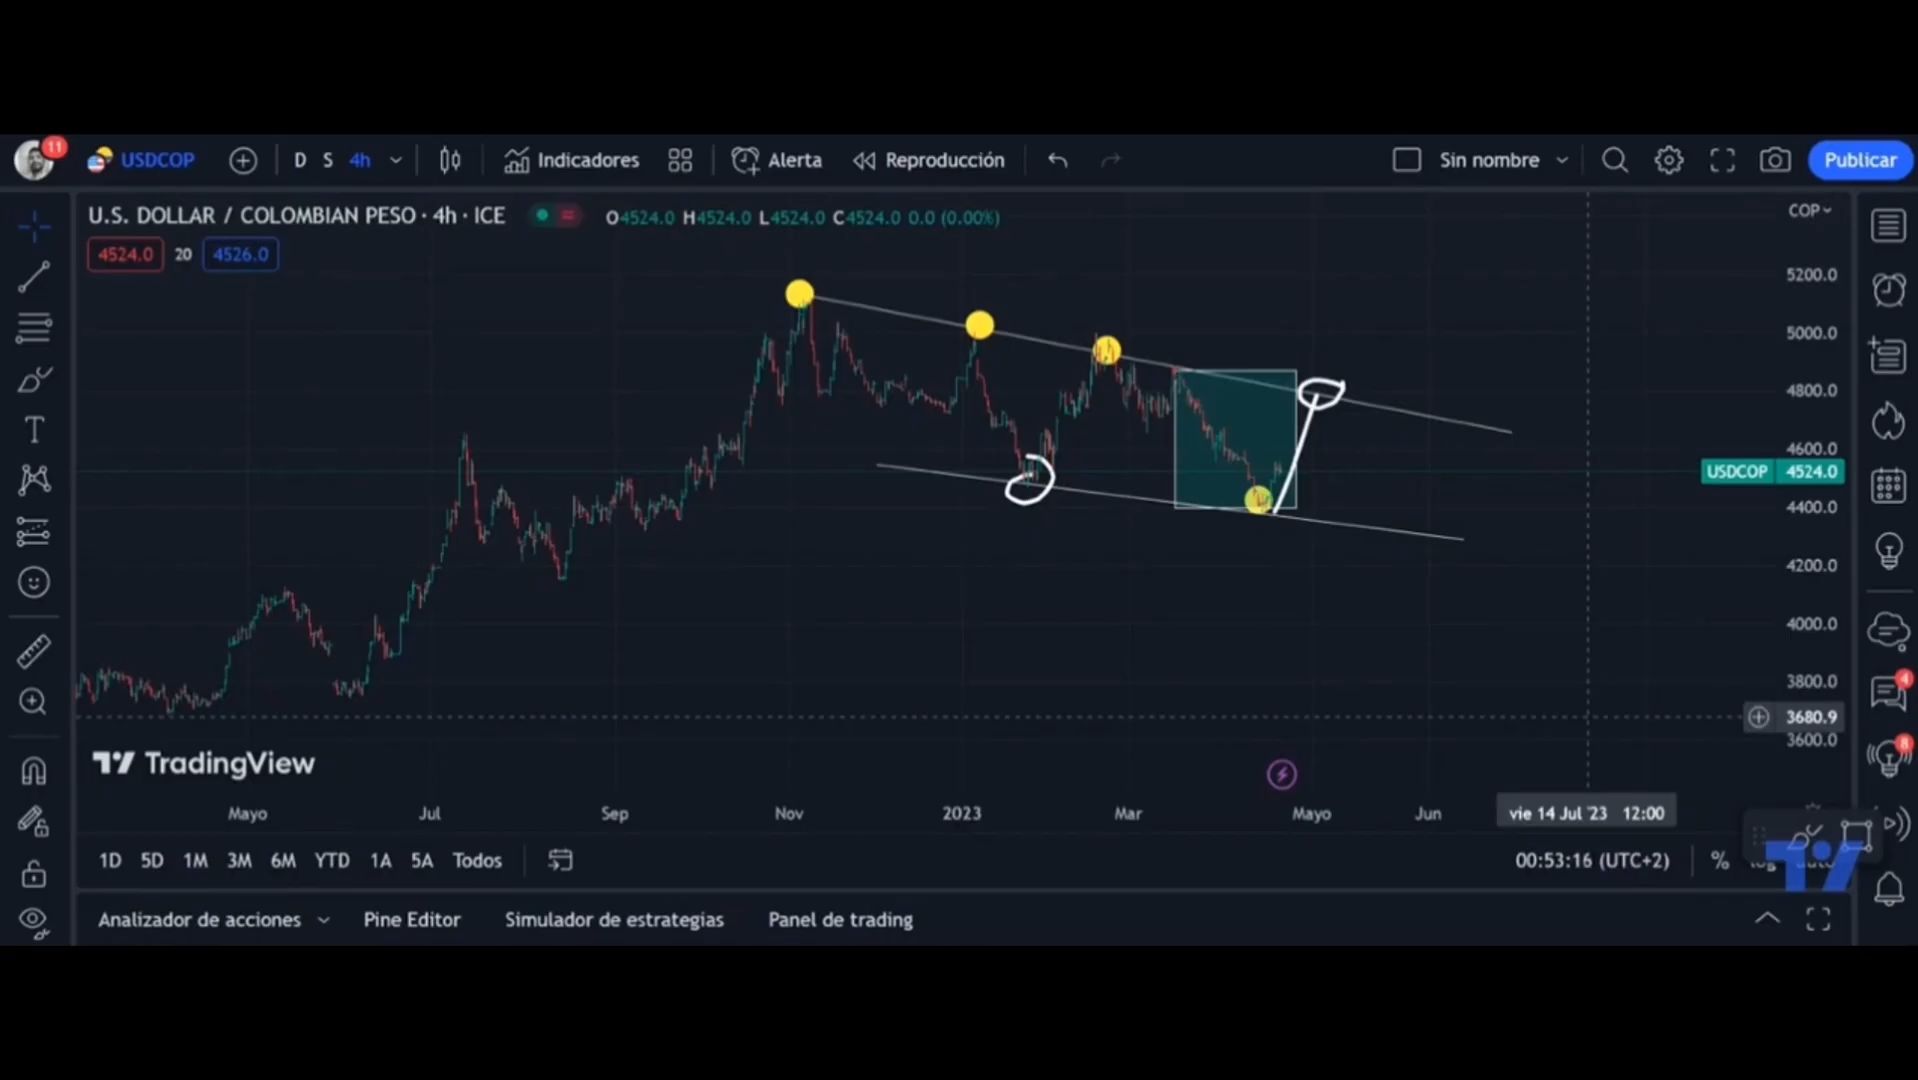 11
USDCOP
D S 4h
Indicadores
Alerta
Reproducción
Sin nombre
Publicar
U.S. DOLLAR / COLOMBIAN PESO · 4h · ICE
O4524.0 H4524.0 L4524.0 C4524.0 0.0 (0.00%)
COP
4524.0 20 4526.0
5200.0
5000.0
4800.0
4600.0
USDCOP 4524.0
4400.0
4200.0
4000.0
3800.0
4
3680.9
3600.0
8
TradingView
Mayo Jul Sep Nov 2023 Mar Mayo Jun vie 14 Jul '23 12:00
1D 5D 1M 3M 6M YTD 1A 5A Todos
00:53:16 (UTC+2) %
Analizador de acciones Pine Editor Simulador de estrategias Panel de trading